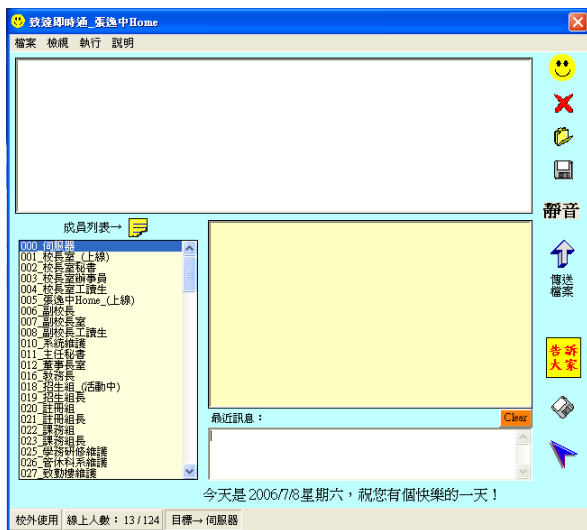 致遠即時通_張逸中Home
檔案 檢視 執行 說明
靜音
成員列表→
傳送
檔案
000_伺服器
001_校長室_(上線)
002_校長室秘書
003_校長室辦事員
004_校長室工讀生
005_張逸中Home_(上線)
006_副校長
007_副校長室
008_副校長工讀生
010_系統維護
011_主任秘書
012_董事長室
016_教務長
018_招生組_(活動中)
019_招生組長
020_註冊組
021_註冊組長
022_課務組
023_課務組長
025_學務研修維護
026_管休科系維護
027_致勤樓維護
告訴
大家
最近訊息:
Clear
今天是 2006/7/8星期六,祝您有個快樂的一天!
校外使用 線上人數:13/124 目標→伺服器